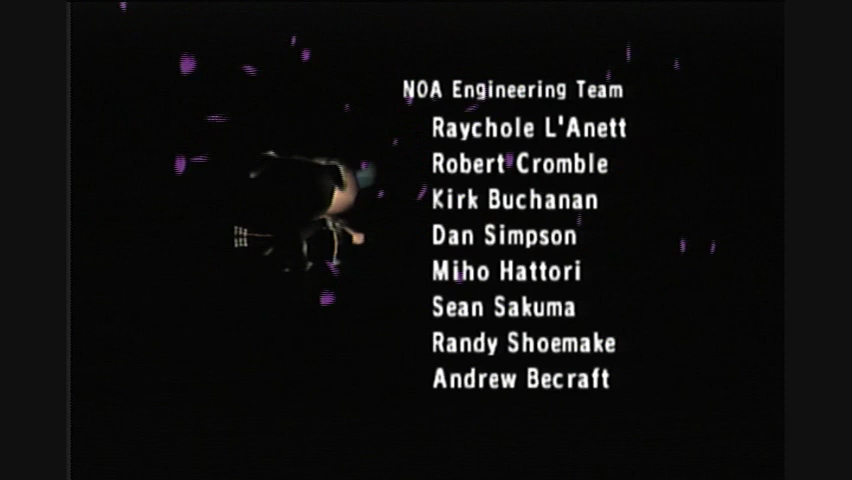 NOA Engineering Team
Raychole L'Anett
Robert Cromble
Kirk Buchanan
Dan Simpson
Miho Hattori
Sean Sakuma
Randy Shoemake
Andrew Becraft